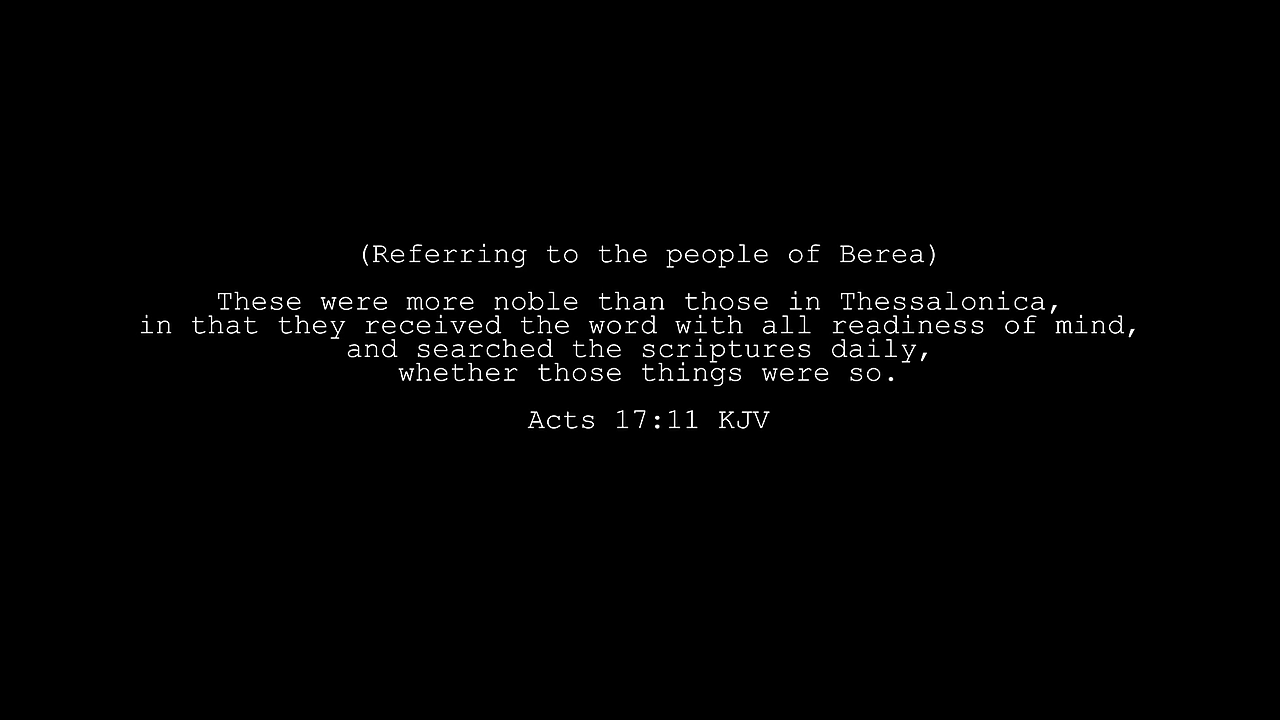 (Referring to the people of Berea)
These were more noble than those in Thessalonica,
in that they received the word with all readiness of mind,
and searched the scriptures daily,
whether those things were so.
Acts 17:11 KJV